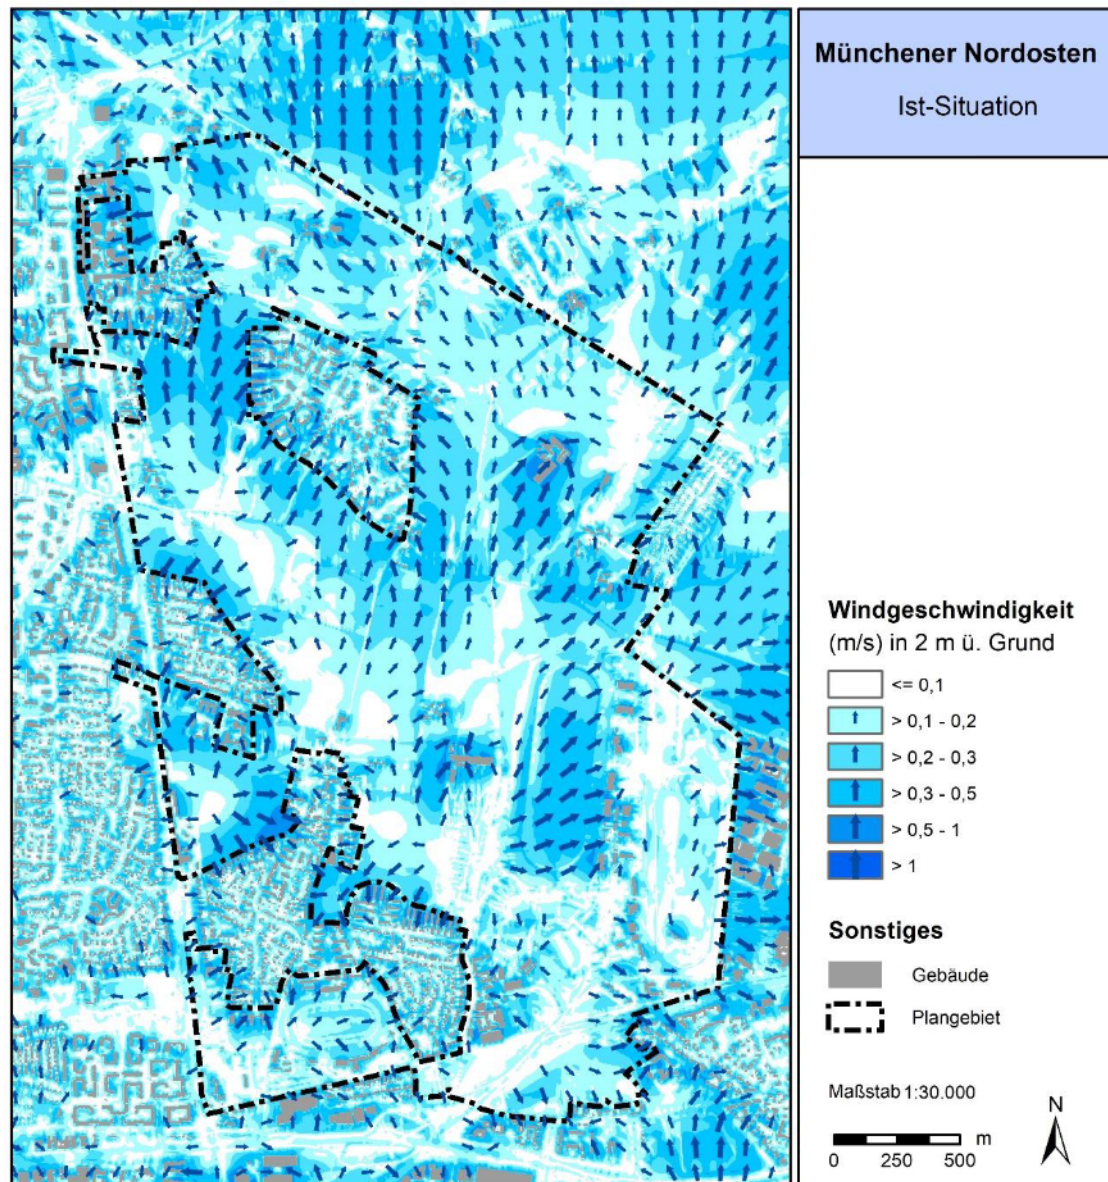 Münchener Nordosten
Ist-Situation
Windgeschwindigkeit
(m/s) in 2 m ü. Grund
<= 0,1
> 0,1 - 0,2
> 0,2 - 0,3
> 0,3 - 0,5
> 0,5 - 1
> 1
Sonstiges
Gebäude
Plangebiet
Maßstab 1:30.000
N
m
0 250 500